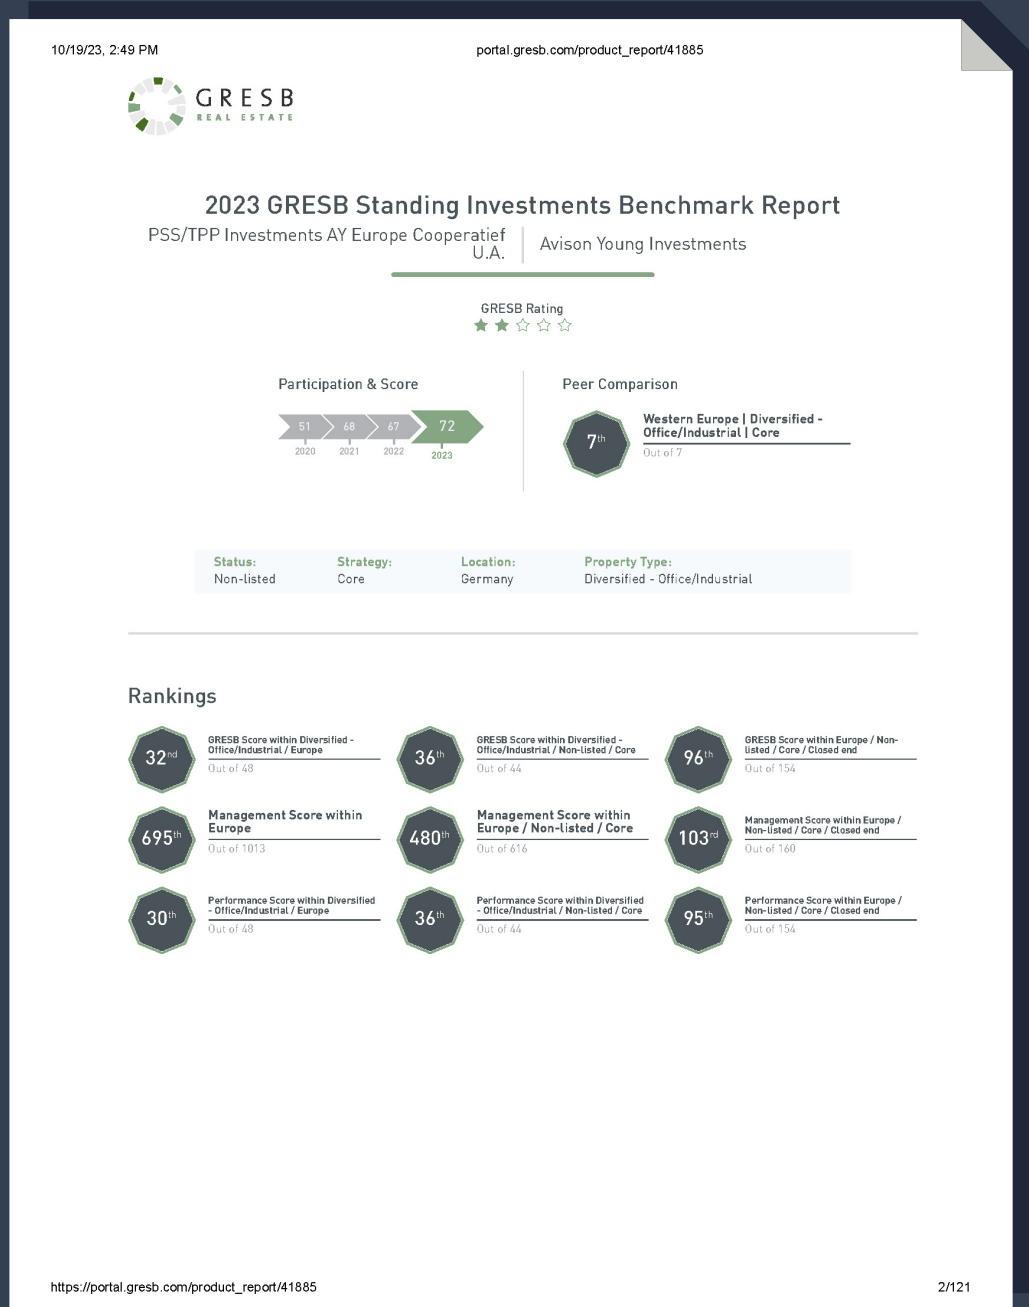 10/19/23, 2:49 PM
portal.gresb.com/product_report/41885
GRESB
REAL ESTATE
2023 GRESB Standing Investments Benchmark Report
PSS/TPP Investments AY Europe Cooperatief
U.A.
Avison Young Investments
GRESB Rating
Participation & Score
51
68
67
72
2020
2021
2022
2023
Peer Comparison
7th
Western Europe | Diversified -
Office/Industrial | Core
Out of 7
Status:
Non-listed
Strategy:
Core
Location:
Germany
Property Type:
Diversified - Office/Industrial
Rankings
32nd
GRESB Score within Diversified -
Office/Industrial / Europe
Out of 48
36th
GRESB Score within Diversified -
Office/Industrial / Non-listed / Core
Out of 44
96th
GRESB Score within Europe / Non-
listed / Core / Closed end
Out of 154
695th
Management Score within
Europe
Out of 1013
480th
Management Score within
Europe / Non-listed / Core
Out of 616
103rd
Management Score within Europe /
Non-listed / Core / Closed end
Out of 160
30th
Performance Score within Diversified
- Office/Industrial / Europe
Out of 48
36th
Performance Score within Diversified
- Office/Industrial / Non-listed / Core
Out of 44
95th
Performance Score within Europe /
Non-listed / Core / Closed end
Out of 154
https://portal.gresb.com/product_report/41885
2/121